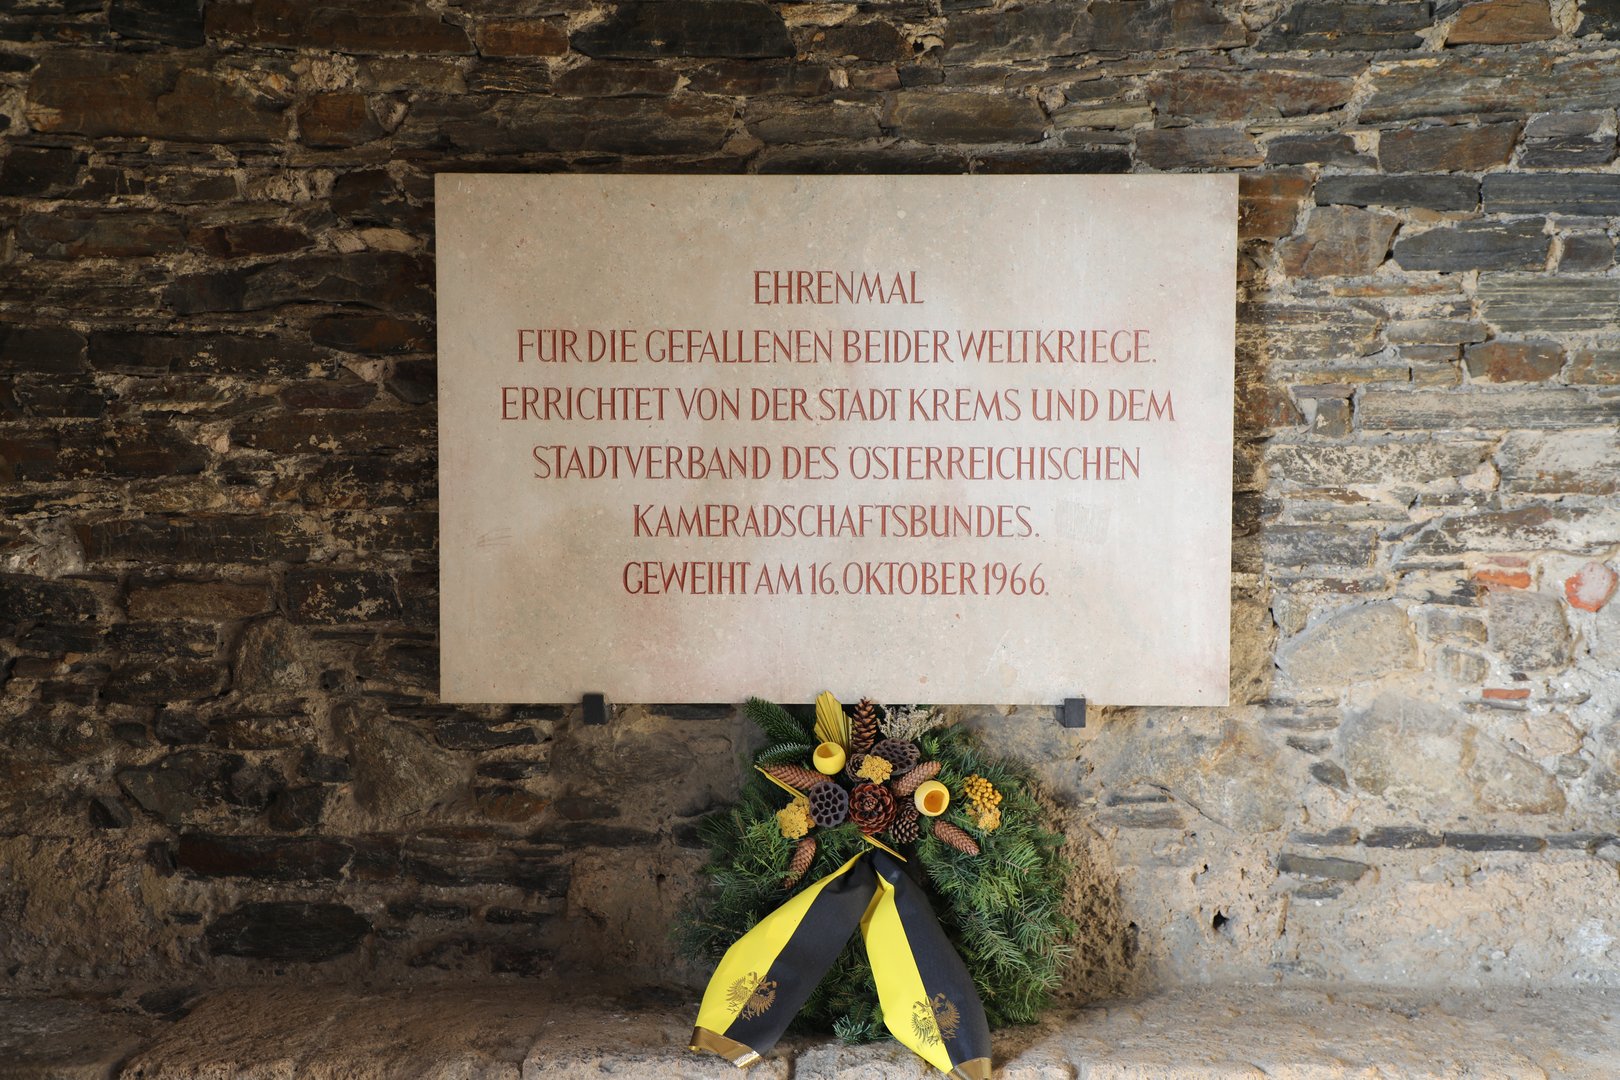 EHRENMAL
FÜR DIE GEFALLENEN BEIDER WELTKRIEGE.
ERRICHTET VON DER STADT KREMS UND DEM
STADTVERBAND DES ÖSTERREICHISCHEN
KAMERADSCHAFTSBUNDES.
GEWEIHT AM 16. OKTOBER 1966.